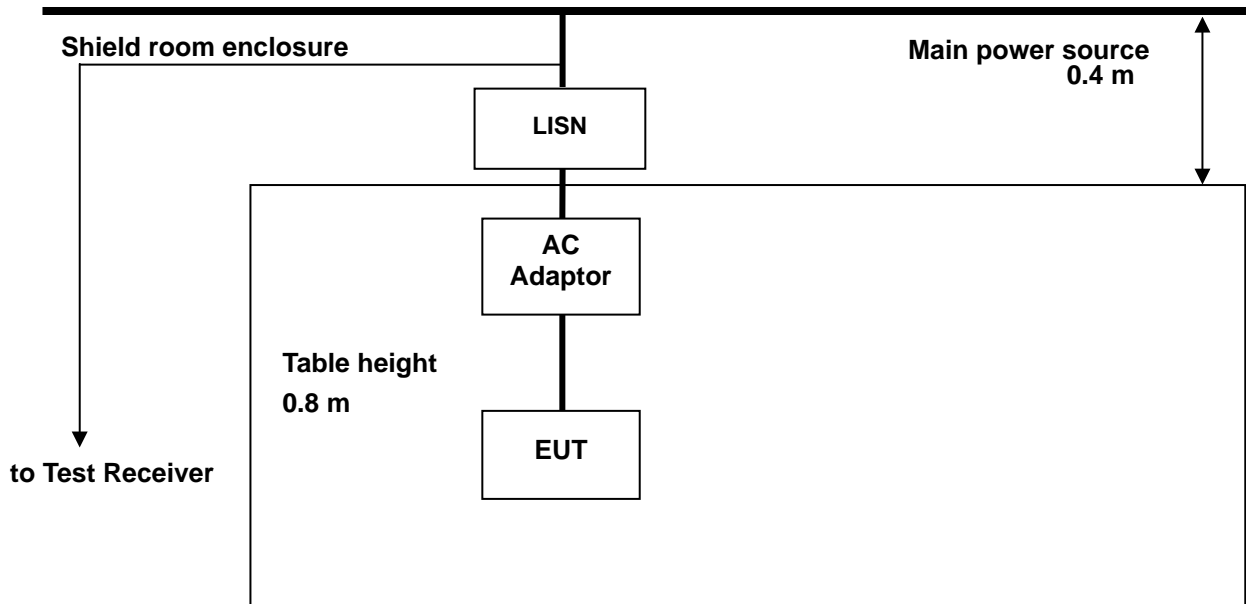 Shield room enclosure
Main power source
0.4 m
LISN
AC
Adaptor
Table height
0.8 m
EUT
to Test Receiver